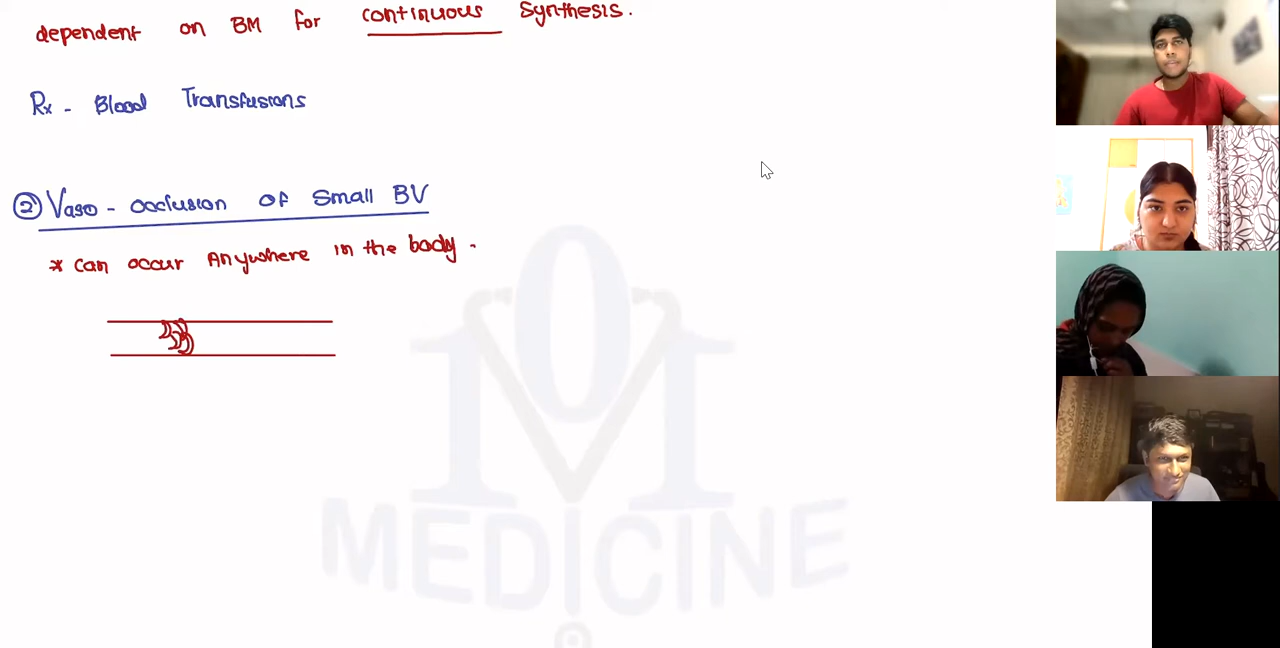 dependent on BM for continuous Synthesis.
Rx - Blood Transfusions
② Vaso - occlusion of Small BV
* Can occur Anywhere in the body.
101
MEDICINE